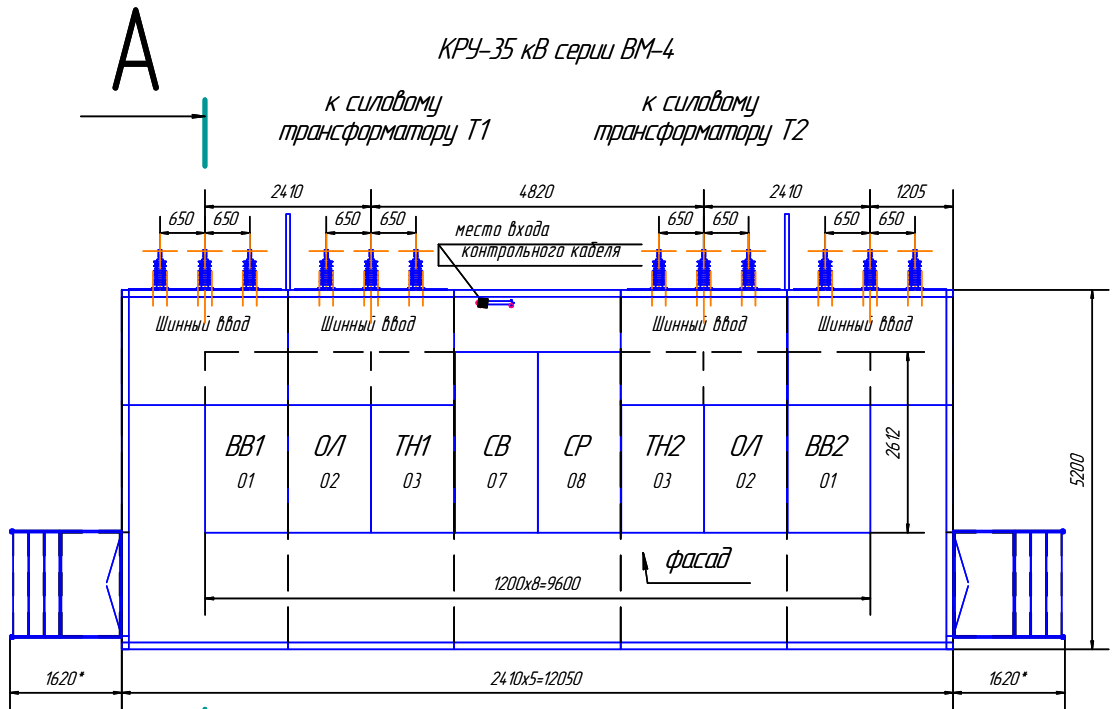 А
КРУ-35 кВ серии ВМ-4
к силовому
трансформатору Т1
к силовому
трансформатору Т2
2410
4820
2410
1205
650
650
650
650
650
650
650
650
место входа
контрольного кабеля
Шинный ввод
Шинный ввод
Шинный ввод
Шинный ввод
ВВ1
ОЛ
ТН1
СВ
СР
ТН2
ОЛ
ВВ2
01
02
03
07
08
03
02
01
2612
5200
фасад
1200х8=9600
1620*
2410х5=12050
1620*